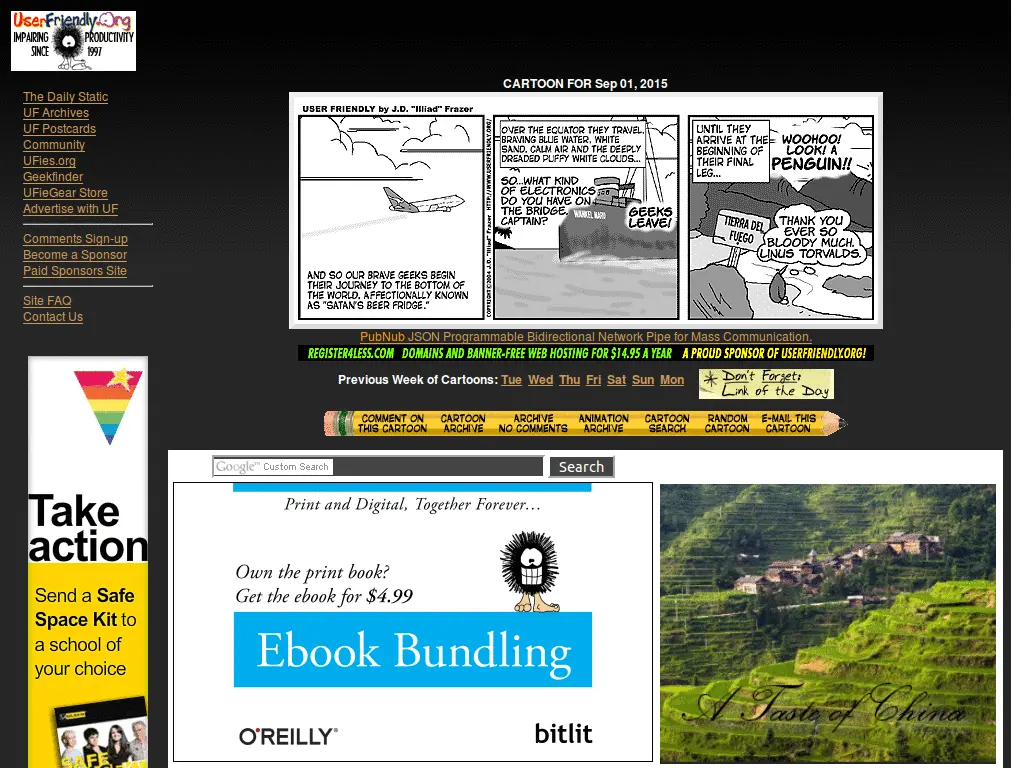 UserFriendly.Org
IMPAIRING PRODUCTIVITY
SINCE 1997
The Daily Static
UF Archives
UF Postcards
Community
UFies.org
Geekfinder
UFieGear Store
Advertise with UF
Comments Sign-up
Become a Sponsor
Paid Sponsors Site
Site FAQ
Contact Us
Take
action
Send a Safe
Space Kit to
a school of
your choice
SAFE
CARTOON FOR Sep 01, 2015
USER FRIENDLY by J.D. "Illiad" Frazer
AND SO OUR BRAVE GEEKS BEGIN
THEIR JOURNEY TO THE BOTTOM OF
THE WORLD, AFFECTIONALLY KNOWN
AS "SATAN'S BEER FRIDGE."
COPYRIGHT © 2004 J.D. "Illiad" Frazer HTTP://WWW.USERFRIENDLY.ORG/
OVER THE EQUATOR THEY TRAVEL,
BRAVING BLUE WATER, WHITE
SAND, CALM AIR AND THE DEEPLY
DREADED PUFFY WHITE CLOUDS...
SO...WHAT KIND
OF ELECTRONICS
DO YOU HAVE ON
THE BRIDGE,
CAPTAIN?
GEEKS
LEAVE!
UNTIL THEY
ARRIVE AT THE
BEGINNING OF
THEIR FINAL
LEG...
WOOHOO!
LOOK! A
PENGUIN!!
TIERRA DEL
FUEGO
THANK YOU
EVER SO
BLOODY MUCH,
LINUS TORVALDS.
PubNub JSON Programmable Bidirectional Network Pipe for Mass Communication.
REGISTER4LESS.COM DOMAINS AND BANNER-FREE WEB HOSTING FOR $14.95 A YEAR A PROUD SPONSOR OF USERFRIENDLY.ORG!
Previous Week of Cartoons: Tue Wed Thu Fri Sat Sun Mon
Don't Forget:
Link of the Day
COMMENT ON THIS CARTOON
CARTOON ARCHIVE
ARCHIVE NO COMMENTS
ANIMATION ARCHIVE
CARTOON SEARCH
RANDOM CARTOON
E-MAIL THIS CARTOON
Google™ Custom Search
Search
Print and Digital, Together Forever...
Own the print book?
Get the ebook for $4.99
Ebook Bundling
O'REILLY®
bitlit
A Taste of China